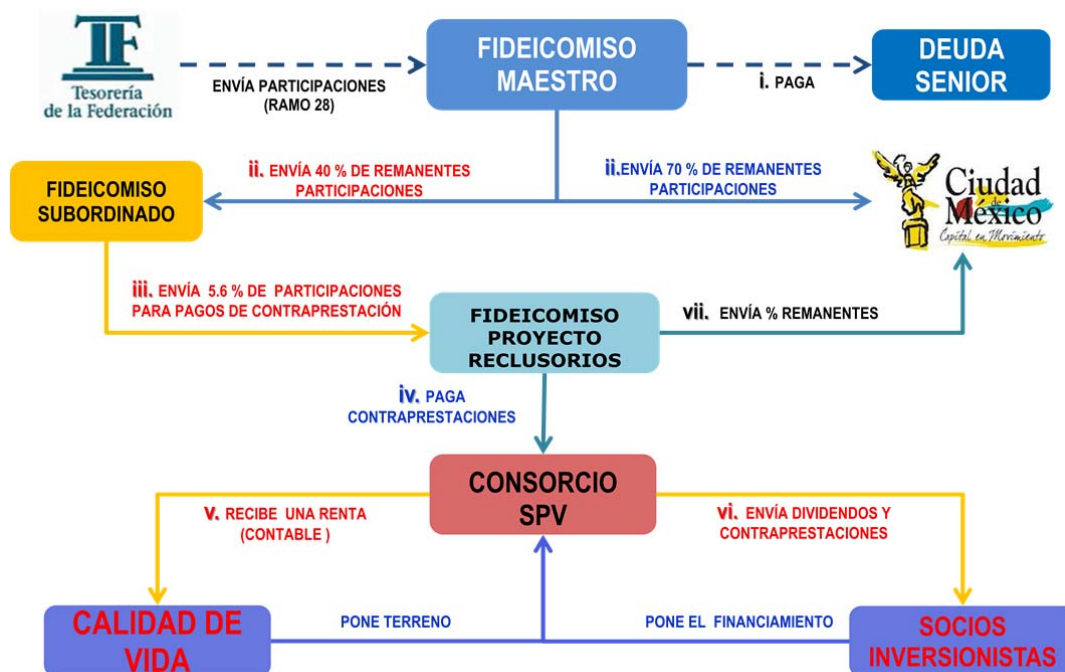 Tesorería
de la Federación
ENVÍA PARTICIPACIONES
(RAMO 28)
FIDEICOMISO
MAESTRO
i. PAGA
DEUDA
SENIOR
ii. ENVÍA 40 % DE REMANENTES
PARTICIPACIONES
ii.ENVÍA 70 % DE REMANENTES
PARTICIPACIONES
FIDEICOMISO
SUBORDINADO
Ciudad
de
México
Capital en Movimiento
iii. ENVÍA 5.6 % DE PARTICIPACIONES
PARA PAGOS DE CONTRAPRESTACIÓN
FIDEICOMISO
PROYECTO
RECLUSORIOS
vii. ENVÍA % REMANENTES
iv. PAGA
CONTRAPRESTACIONES
CONSORCIO
SPV
v. RECIBE UNA RENTA
(CONTABLE )
vi. ENVÍA DIVIDENDOS Y
CONTRAPRESTACIONES
CALIDAD DE
VIDA
PONE TERRENO
PONE EL FINANCIAMIENTO
SOCIOS
INVERSIONISTAS